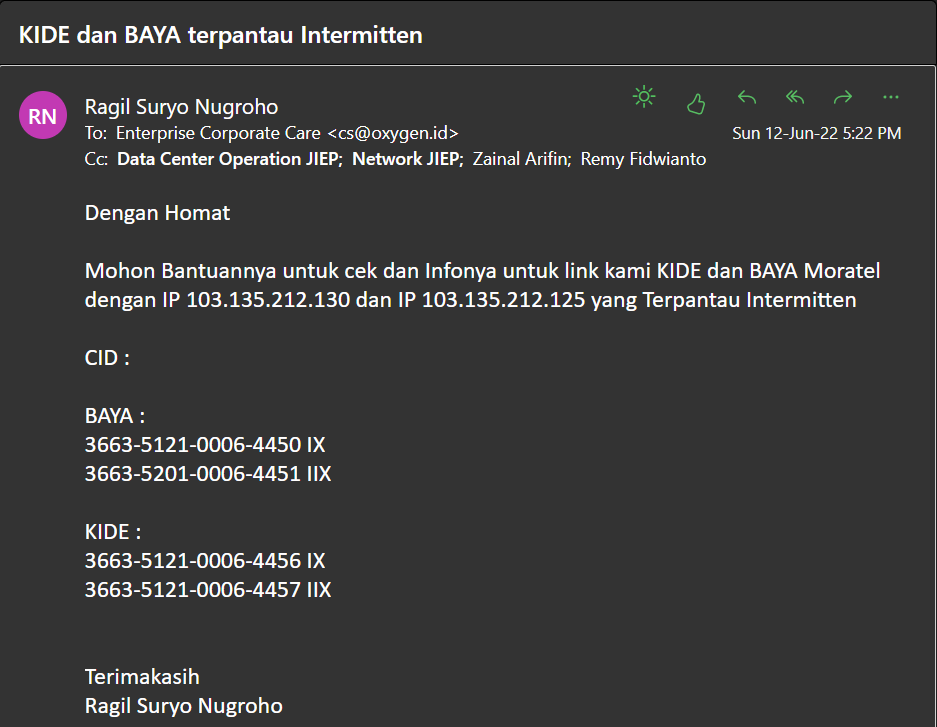 KIDE dan BAYA terpantau Intermitten
RN
Ragil Suryo Nugroho
To: Enterprise Corporate Care <cs@oxygen.id>
Sun 12-Jun-22 5:22 PM
Cc: Data Center Operation JIEP; Network JIEP; Zainal Arifin; Remy Fidwianto
Dengan Homat
Mohon Bantuannya untuk cek dan Infonya untuk link kami KIDE dan BAYA Moratel
dengan IP 103.135.212.130 dan IP 103.135.212.125 yang Terpantau Intermitten
CID :
BAYA :
3663-5121-0006-4450 IX
3663-5201-0006-4451 IIX
KIDE :
3663-5121-0006-4456 IX
3663-5121-0006-4457 IIX
Terimakasih
Ragil Suryo Nugroho